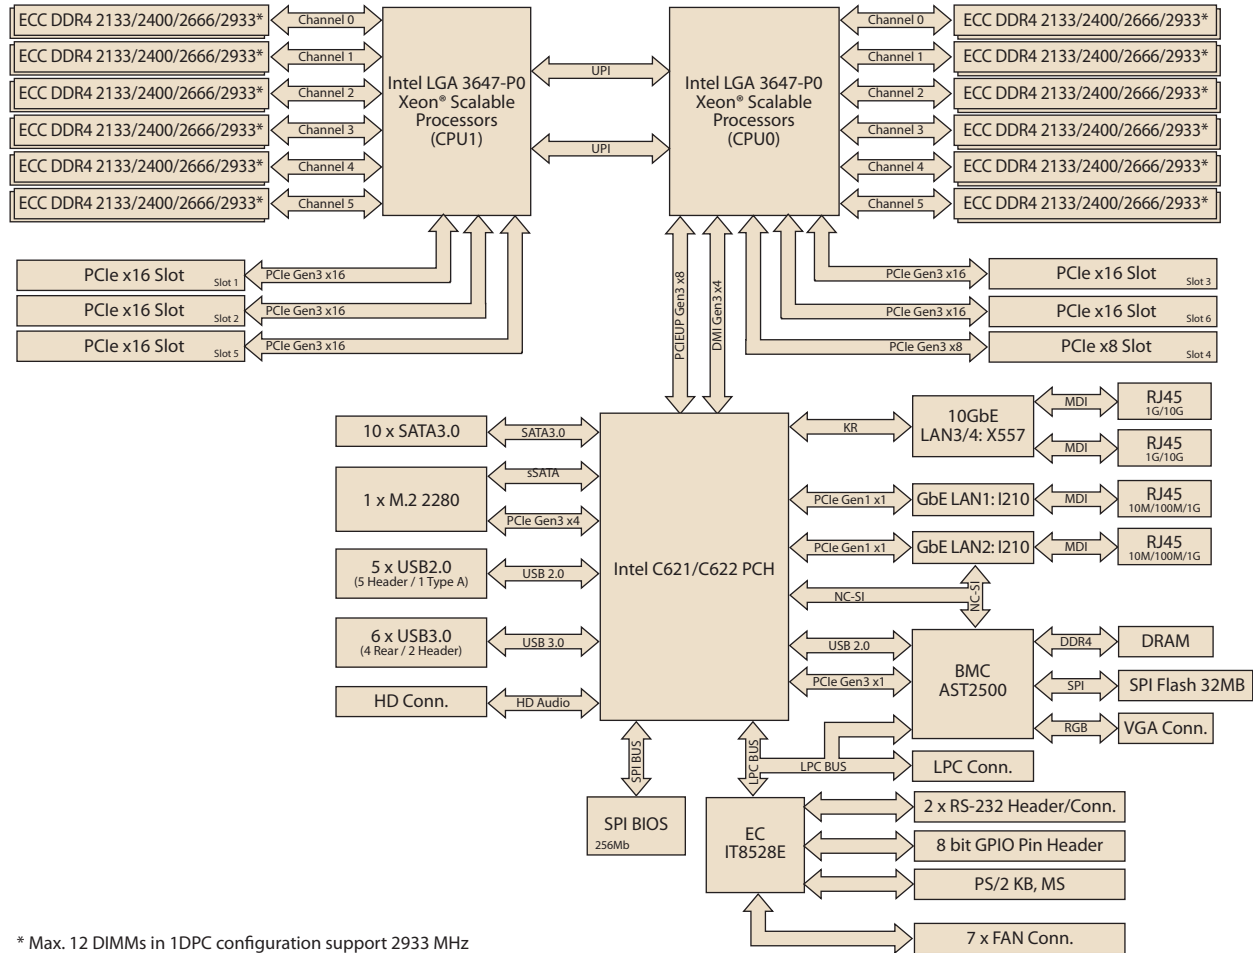 ECC DDR4 2133/2400/2666/2933*
Channel 0
ECC DDR4 2133/2400/2666/2933*
Channel 1
ECC DDR4 2133/2400/2666/2933*
Channel 2
ECC DDR4 2133/2400/2666/2933*
Channel 3
ECC DDR4 2133/2400/2666/2933*
Channel 4
ECC DDR4 2133/2400/2666/2933*
Channel 5
Intel LGA 3647-P0
Xeon® Scalable
Processors
(CPU1)
UPI
UPI
Intel LGA 3647-P0
Xeon® Scalable
Processors
(CPU0)
Channel 0
ECC DDR4 2133/2400/2666/2933*
Channel 1
ECC DDR4 2133/2400/2666/2933*
Channel 2
ECC DDR4 2133/2400/2666/2933*
Channel 3
ECC DDR4 2133/2400/2666/2933*
Channel 4
ECC DDR4 2133/2400/2666/2933*
Channel 5
ECC DDR4 2133/2400/2666/2933*
PCIe x16 Slot
Slot 1
PCIe Gen3 x16
PCIe x16 Slot
Slot 2
PCIe Gen3 x16
PCIe x16 Slot
Slot 5
PCIe Gen3 x16
PCIEUP Gen3 x8
DMI Gen3 x4
PCIe Gen3 x16
PCIe x16 Slot
Slot 3
PCIe Gen3 x16
PCIe x16 Slot
Slot 6
PCIe Gen3 x8
PCIe x8 Slot
Slot 4
10 x SATA3.0
SATA3.0
1 x M.2 2280
sSATA
PCIe Gen3 x4
5 x USB2.0
(5 Header / 1 Type A)
USB 2.0
6 x USB3.0
(4 Rear / 2 Header)
USB 3.0
HD Conn.
HD Audio
Intel C621/C622 PCH
KR
10GbE
LAN3/4: X557
MDI
RJ45
1G/10G
MDI
RJ45
1G/10G
PCIe Gen1 x1
GbE LAN1: I210
MDI
RJ45
10M/100M/1G
PCIe Gen1 x1
GbE LAN2: I210
MDI
RJ45
10M/100M/1G
NC-SI
NC-SI
USB 2.0
PCIe Gen3 x1
BMC
AST2500
DDR4
DRAM
SPI
SPI Flash 32MB
RGB
VGA Conn.
SPI BUS
LPC BUS
LPC BUS
LPC Conn.
SPI BIOS
256Mb
EC
IT8528E
2 x RS-232 Header/Conn.
8 bit GPIO Pin Header
PS/2 KB, MS
7 x FAN Conn.
* Max. 12 DIMMs in 1DPC configuration support 2933 MHz